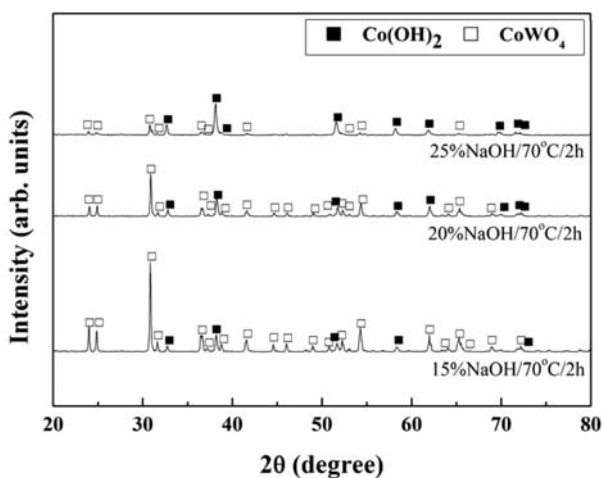 ■ Co(OH)₂ □ CoWO₄
25%NaOH/70°C/2h
20%NaOH/70°C/2h
15%NaOH/70°C/2h
Intensity (arb. units)
20 30 40 50 60 70 80
2θ (degree)